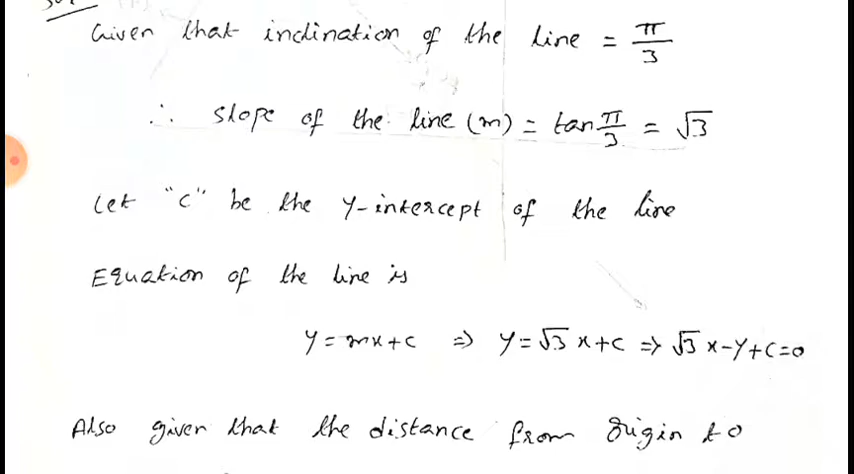 Given that inclination of the line = π/3
∴ slope of the line (m) = tan π/3 = √3
Let "c" be the y-intercept of the line
Equation of the line is
y = mx + c ⇒ y = √3 x + c ⇒ √3 x - y + c = 0
Also given that the distance from origin to